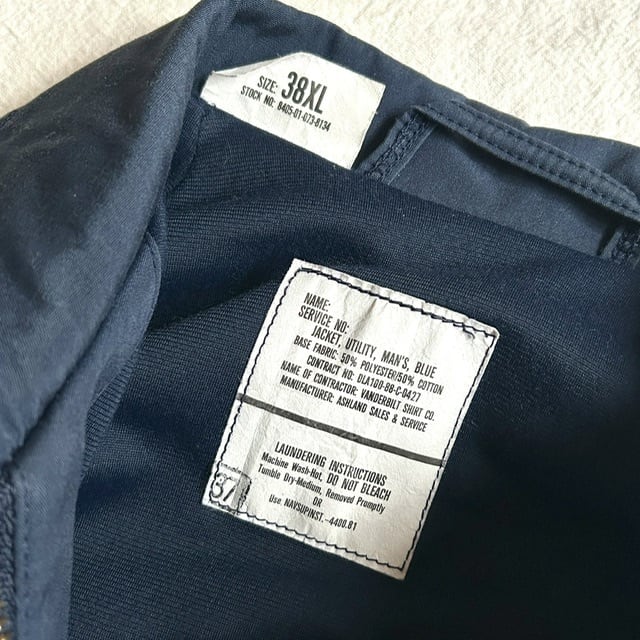 SIZE: 38XL
STOCK NO: 8405-01-073-8134
NAME:
SERVICE NO:
JACKET, UTILITY, MAN'S, BLUE
BASE FABRIC: 50% POLYESTER/50% COTTON
CONTRACT NO: DLA100-88-C-0427
NAME OF CONTRACTOR: VANDERBILT SHIRT CO.
MANUFACTURER: ASHLAND SALES & SERVICE
LAUNDERING INSTRUCTIONS
Machine Wash-Hot, DO NOT BLEACH
Tumble Dry-Medium, Removed Promptly
OR
Use NAVSUPINST.-4400.81
37